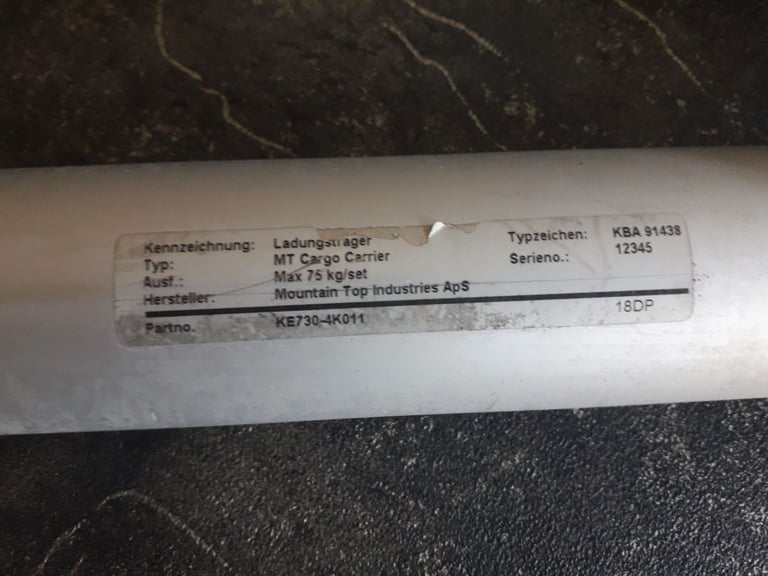 Kennzeichnung: Ladungsträger Typzeichen: KBA 91438
Typ: MT Cargo Carrier Serieno.: 12345
Ausf.: Max 75 kg/set
Hersteller: Mountain Top Industries ApS
Partno. KE730-4K011 18DP